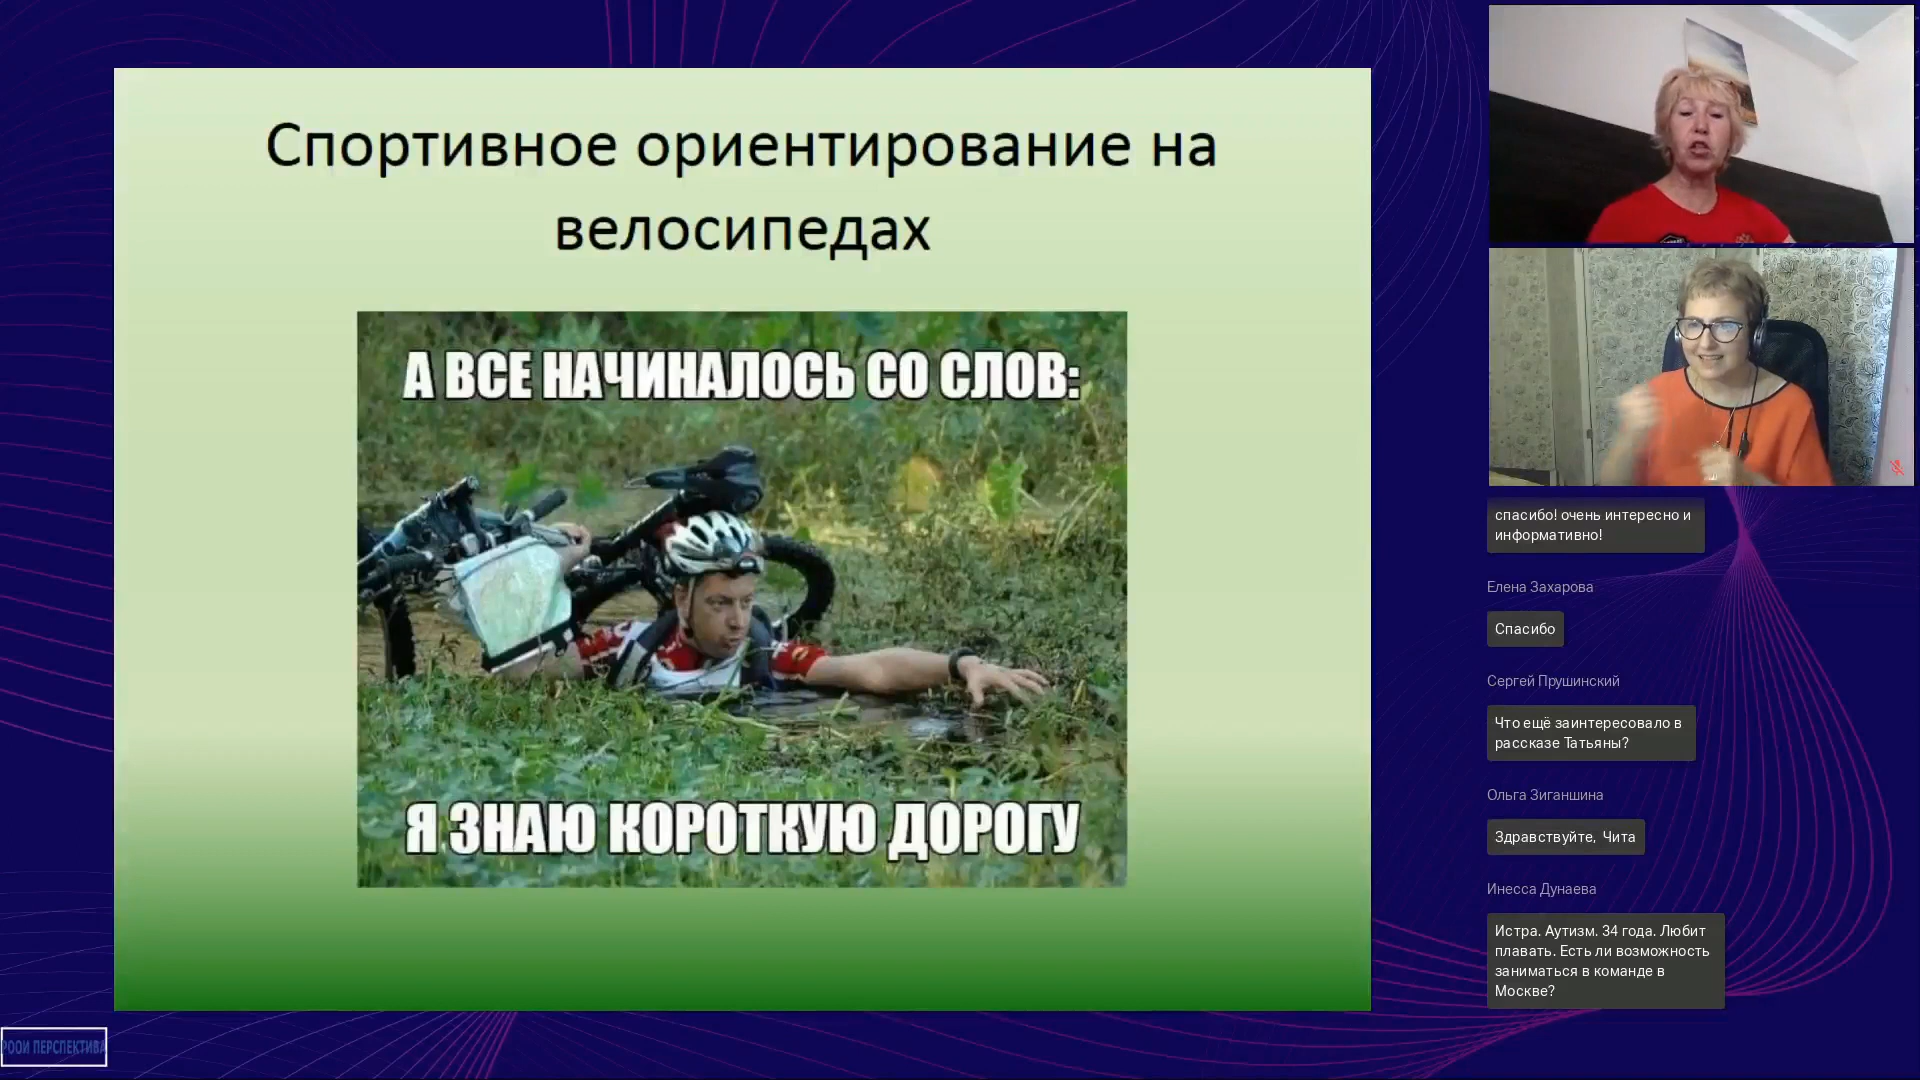 Спортивное ориентирование на
велосипедах
А ВСЕ НАЧИНАЛОСЬ СО СЛОВ:
Я ЗНАЮ КОРОТКУЮ ДОРОГУ
спасибо! очень интересно и
информативно!
Елена Захарова
Спасибо
Сергей Прушинский
Что ещё заинтересовало в
рассказе Татьяны?
Ольга Зиганшина
Здравствуйте, Чита
Инесса Дунаева
Истра. Аутизм. 34 года. Любит
плавать. Есть ли возможность
заниматься в команде в
Москве?
РООИ ПЕРСПЕКТИВА